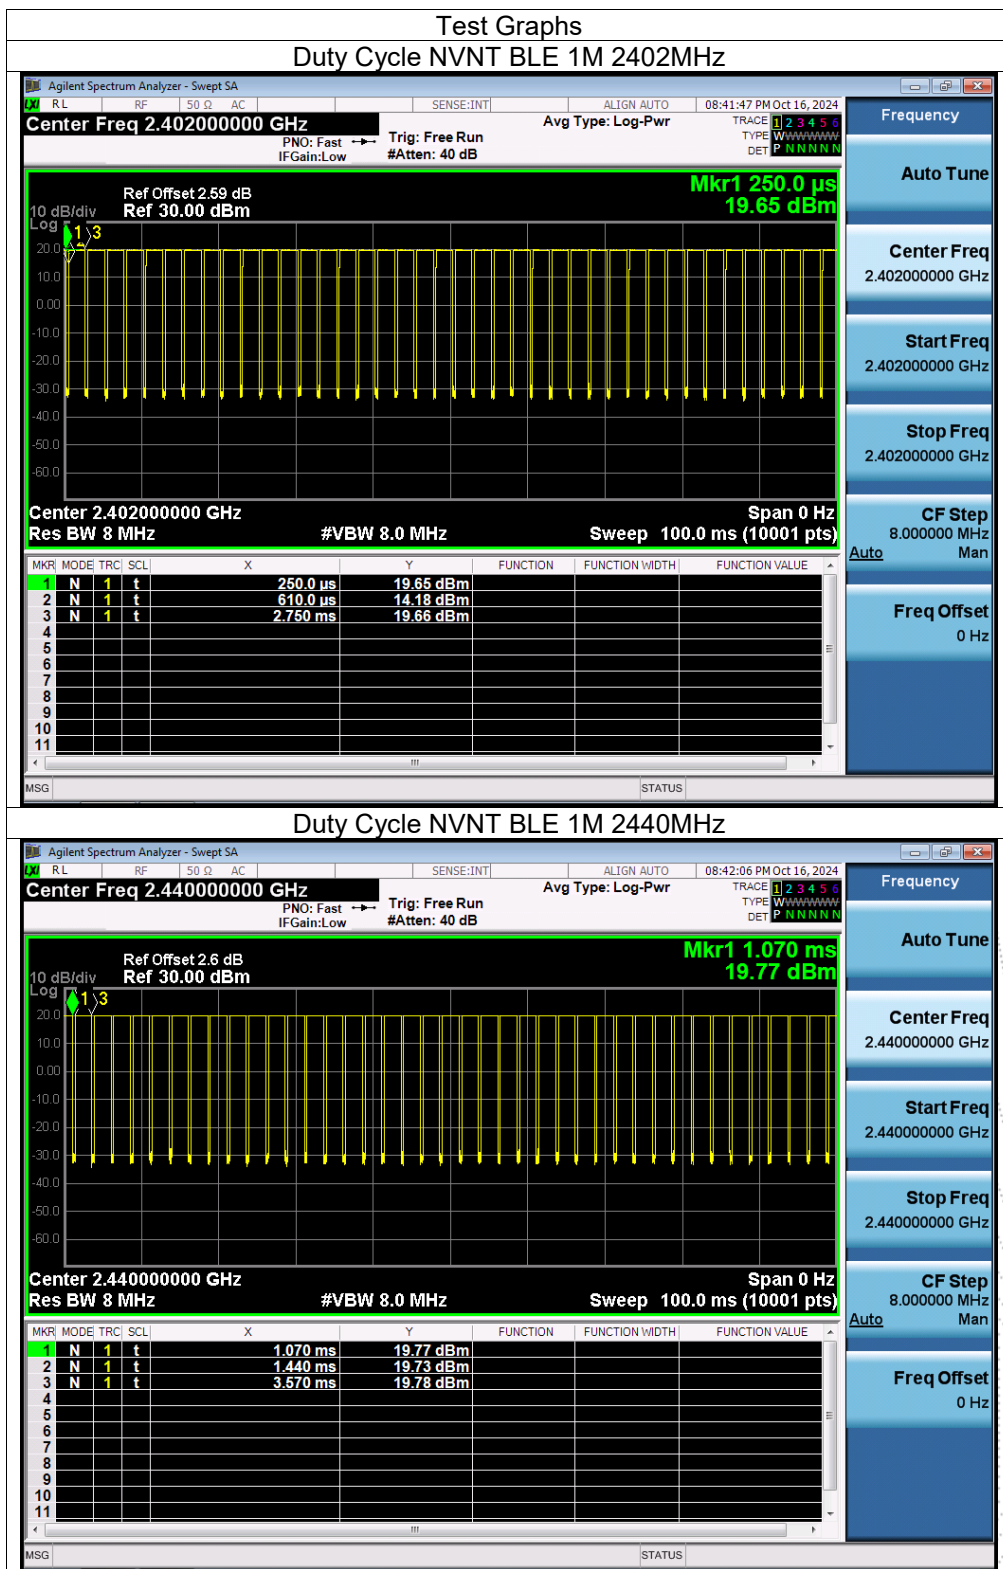 Test Graphs
Duty Cycle NVNT BLE 1M 2402MHz
Agilent Spectrum Analyzer - Swept SA
LXI RL RF 50 Ω AC SENSE:INT ALIGN AUTO 08:41:47 PM Oct 16, 2024
Center Freq 2.402000000 GHz Avg Type: Log-Pwr TRACE 1 2 3 4 5 6
PNO: Fast Trig: Free Run TYPE WWWWWW
IFGain:Low #Atten: 40 dB DET P N N N N N
Frequency
Mkr1 250.0 µs
Ref Offset 2.59 dB
10 dB/div Ref 30.00 dBm 19.65 dBm
Log
1 3
20.0
10.0
0.00
-10.0
-20.0
-30.0
-40.0
-50.0
-60.0
Center 2.402000000 GHz Span 0 Hz
Res BW 8 MHz #VBW 8.0 MHz Sweep 100.0 ms (10001 pts)
MKR MODE TRC SCL X Y FUNCTION FUNCTION WIDTH FUNCTION VALUE
1 N 1 t 250.0 µs 19.65 dBm
2 N 1 t 610.0 µs 14.18 dBm
3 N 1 t 2.750 ms 19.66 dBm
4
5
6
7
8
9
10
11
MSG STATUS
Auto Tune
Center Freq
2.402000000 GHz
Start Freq
2.402000000 GHz
Stop Freq
2.402000000 GHz
CF Step
8.000000 MHz
Auto Man
Freq Offset
0 Hz
Duty Cycle NVNT BLE 1M 2440MHz
Agilent Spectrum Analyzer - Swept SA
LXI RL RF 50 Ω AC SENSE:INT ALIGN AUTO 08:42:06 PM Oct 16, 2024
Center Freq 2.440000000 GHz Avg Type: Log-Pwr TRACE 1 2 3 4 5 6
PNO: Fast Trig: Free Run TYPE WWWWWW
IFGain:Low #Atten: 40 dB DET P N N N N N
Frequency
Mkr1 1.070 ms
Ref Offset 2.6 dB
10 dB/div Ref 30.00 dBm 19.77 dBm
Log
1 3
20.0
10.0
0.00
-10.0
-20.0
-30.0
-40.0
-50.0
-60.0
Center 2.440000000 GHz Span 0 Hz
Res BW 8 MHz #VBW 8.0 MHz Sweep 100.0 ms (10001 pts)
MKR MODE TRC SCL X Y FUNCTION FUNCTION WIDTH FUNCTION VALUE
1 N 1 t 1.070 ms 19.77 dBm
2 N 1 t 1.440 ms 19.73 dBm
3 N 1 t 3.570 ms 19.78 dBm
4
5
6
7
8
9
10
11
MSG STATUS
Auto Tune
Center Freq
2.440000000 GHz
Start Freq
2.440000000 GHz
Stop Freq
2.440000000 GHz
CF Step
8.000000 MHz
Auto Man
Freq Offset
0 Hz